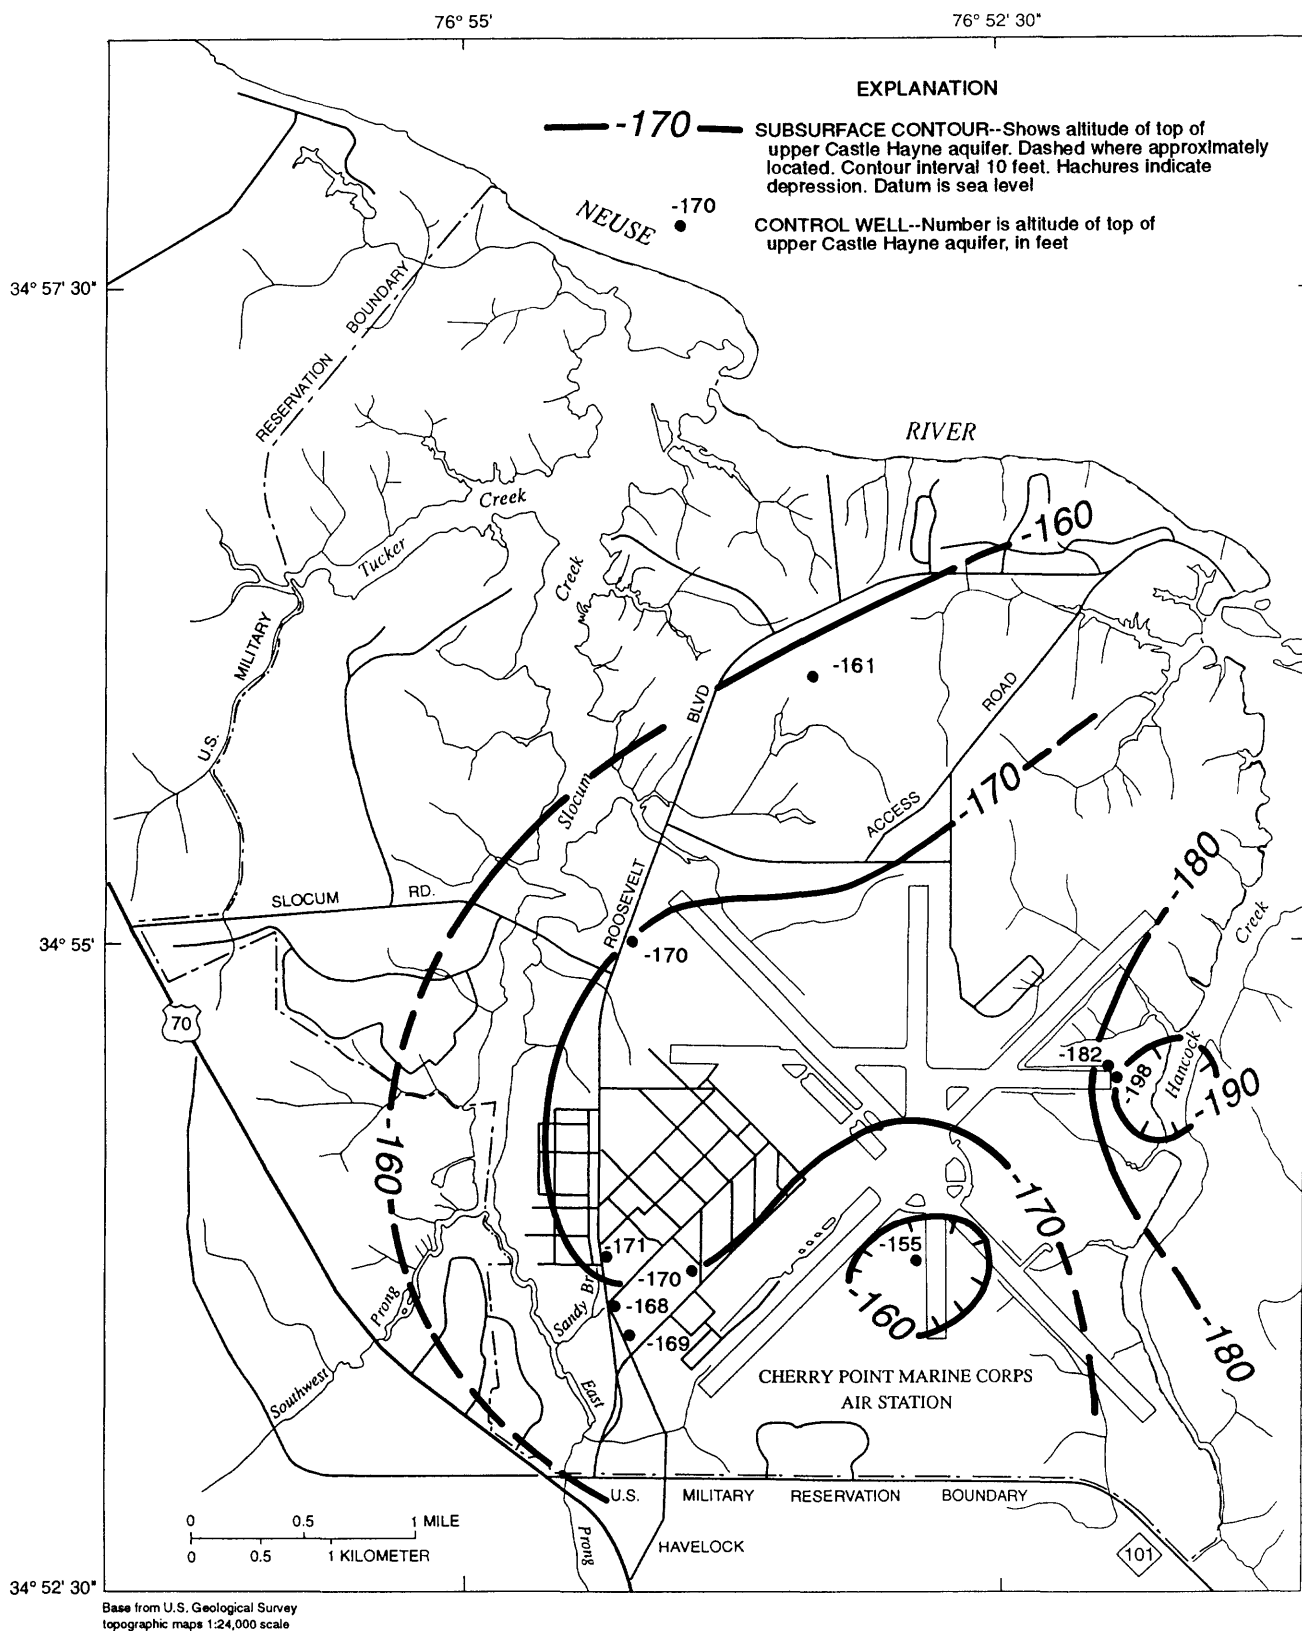 76° 55'
76° 52' 30"
EXPLANATION
-170
SUBSURFACE CONTOUR--Shows altitude of top of
upper Castle Hayne aquifer. Dashed where approximately
located. Contour interval 10 feet. Hachures indicate
depression. Datum is sea level
-170
CONTROL WELL--Number is altitude of top of
upper Castle Hayne aquifer, in feet
NEUSE
34° 57' 30"
RESERVATION BOUNDARY
RIVER
Creek
Tucker
-160
Creek
U.S. MILITARY
-161
BLVD
ROAD
ACCESS
-170
Slocum
-180
ROOSEVELT
SLOCUM RD.
Creek
34° 55'
-170
70
-182
-198
Hancock
-190
-160
-170
-171
-155
-170
-160
-168
Sandy Br
-169
-180
Prong
Southwest
East
CHERRY POINT MARINE CORPS
AIR STATION
U.S. MILITARY RESERVATION BOUNDARY
0 0.5 1 MILE
0 0.5 1 KILOMETER
Prong
HAVELOCK
101
34° 52' 30"
Base from U.S. Geological Survey
topographic maps 1:24,000 scale